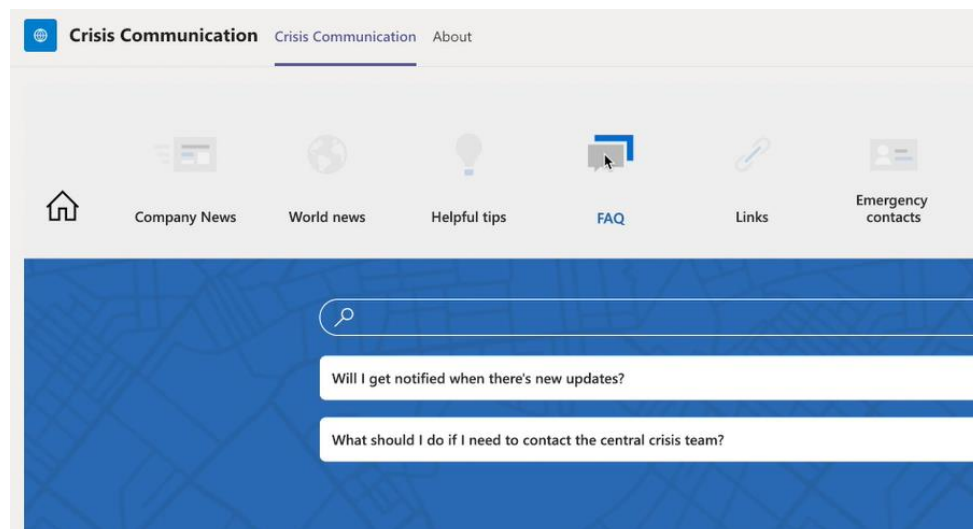 Crisis Communication Crisis Communication About
Company News World news Helpful tips FAQ Links Emergency
contacts
Will I get notified when there's new updates?
What should I do if I need to contact the central crisis team?